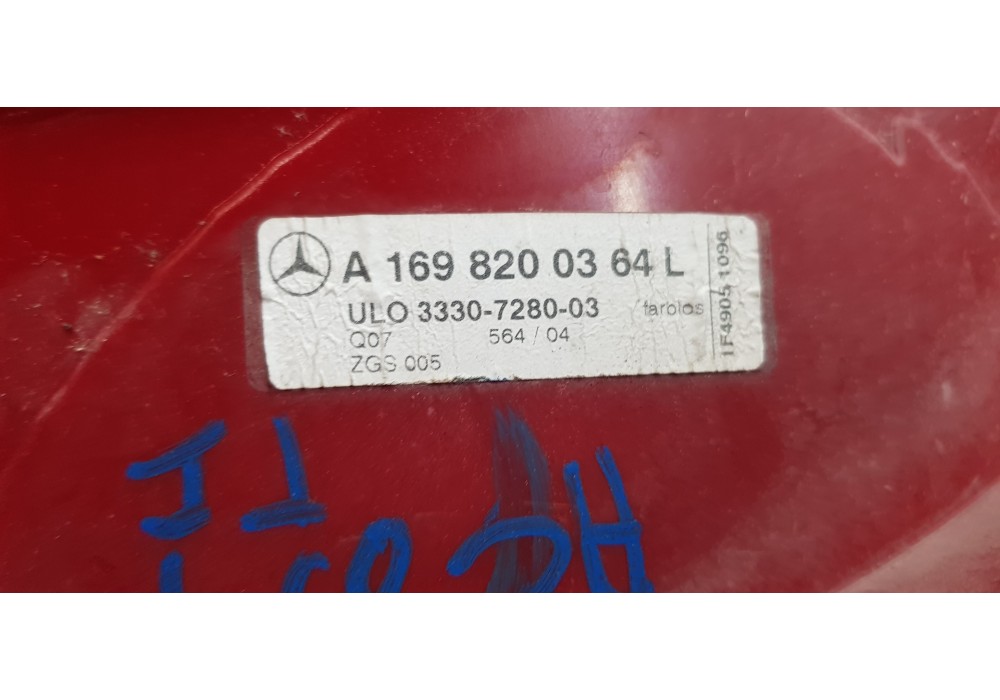 A 169 820 03 64 L
ULO 3330-7280-03 farblos
Q07 564 / 04
ZGS 005
1F4905 1096